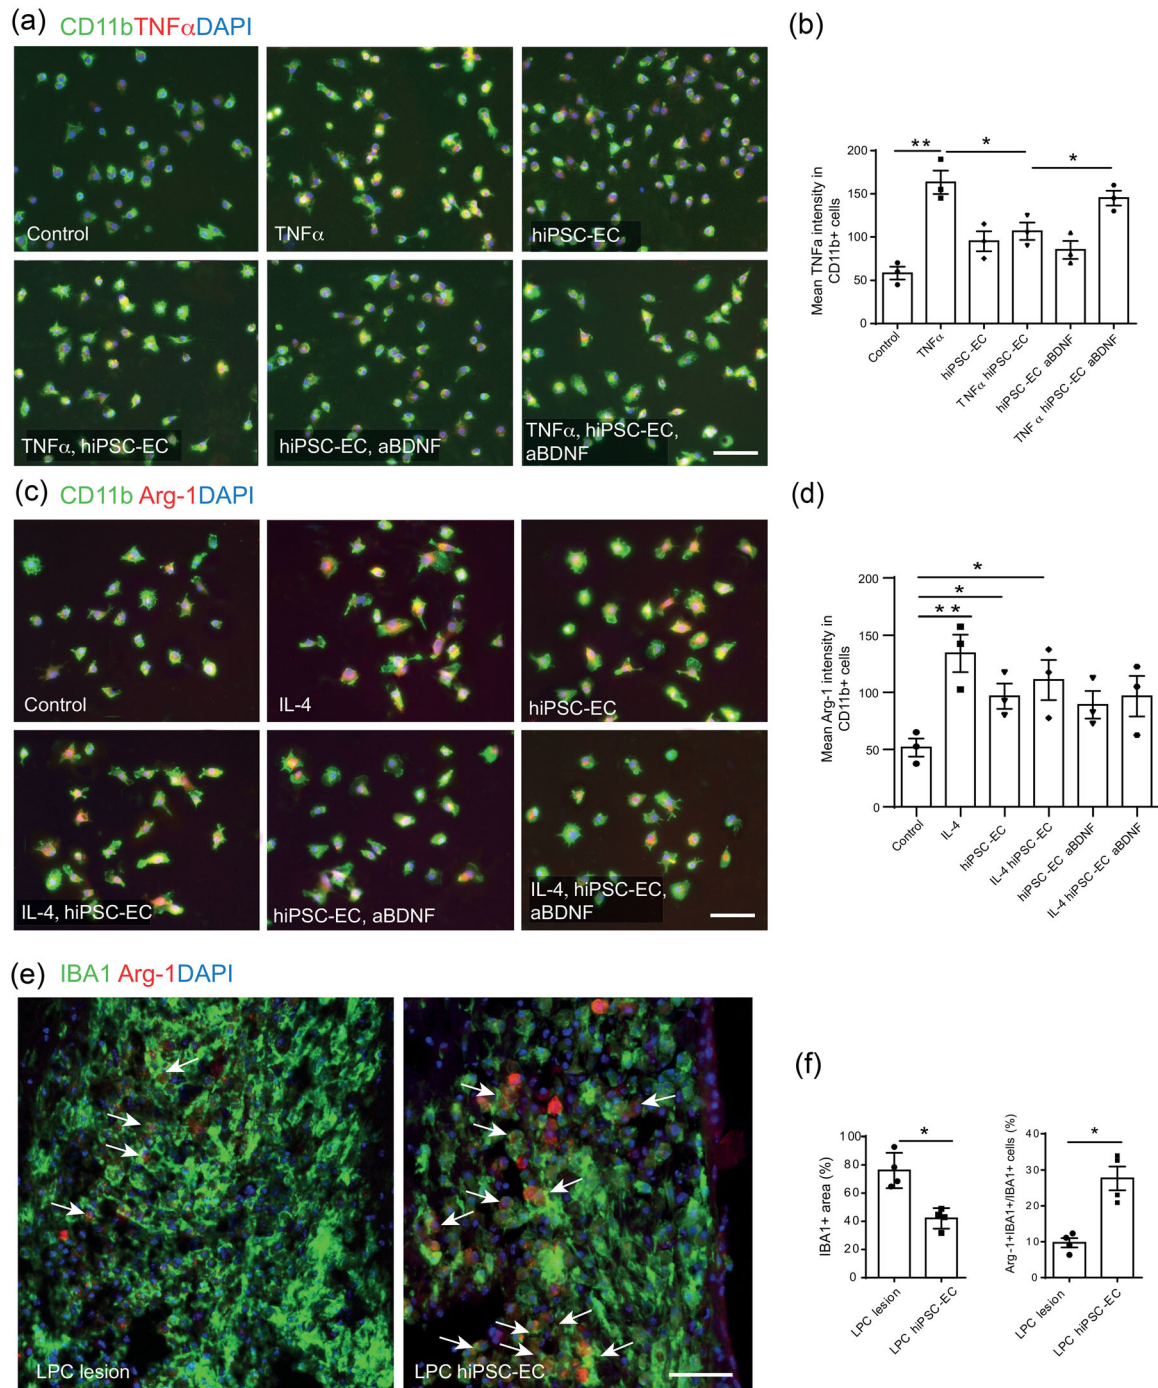 (a) CD11bTNFαDAPI
Control
TNFα
hiPSC-EC
TNFα, hiPSC-EC
hiPSC-EC, aBDNF
TNFα, hiPSC-EC,
aBDNF
(b)
Mean TNFa intensity in
CD11b+ cells
200
150
100
50
0
**
*
*
Control
TNFα
hiPSC-EC
TNFα hiPSC-EC
hiPSC-EC aBDNF
TNFα hiPSC-EC aBDNF
(c) CD11b Arg-1DAPI
Control
IL-4
hiPSC-EC
IL-4, hiPSC-EC
hiPSC-EC, aBDNF
IL-4, hiPSC-EC,
aBDNF
(d)
Mean Arg-1 intensity in
CD11b+ cells
200
150
100
50
0
*
*
**
Control
IL-4
hiPSC-EC
IL-4 hiPSC-EC
hiPSC-EC aBDNF
IL-4 hiPSC-EC aBDNF
(e) IBA1 Arg-1DAPI
LPC lesion
LPC hiPSC-EC
(f)
IBA1+ area (%)
100
80
60
40
20
0
*
LPC lesion
LPC hiPSC-EC
Arg-1+IBA1+/IBA1+ cells (%)
40
30
20
10
0
*
LPC lesion
LPC hiPSC-EC